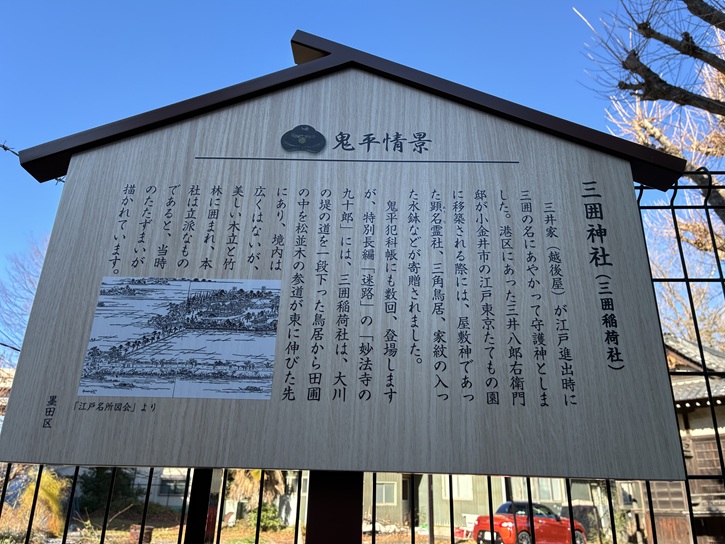 鬼平情景
三囲神社(三囲稲荷社)
三井家(越後屋)が江戸進出時に
三囲の名にあやかって守護神としま
した。港区にあった三井八郎右衛門
邸が小金井市の江戸東京たてもの園
に移築される際には、屋敷神であっ
た顕名霊社、三角鳥居、家紋の入っ
た水鉢などが寄贈されました。
鬼平犯科帳にも数回、登場します
が、特別長編「迷路」の「妙法寺の
九十郎」には、三囲稲荷社は、大川
の堤の道を一段下った鳥居から田圃
の中を松並木の参道が東に伸びた先
にあり、境内は
広くはないが、
美しい木立と竹
林に囲まれ、本
社は立派なもの
であると、当時
のたたずまいが
描かれています。
「江戸名所図会」より
墨田区